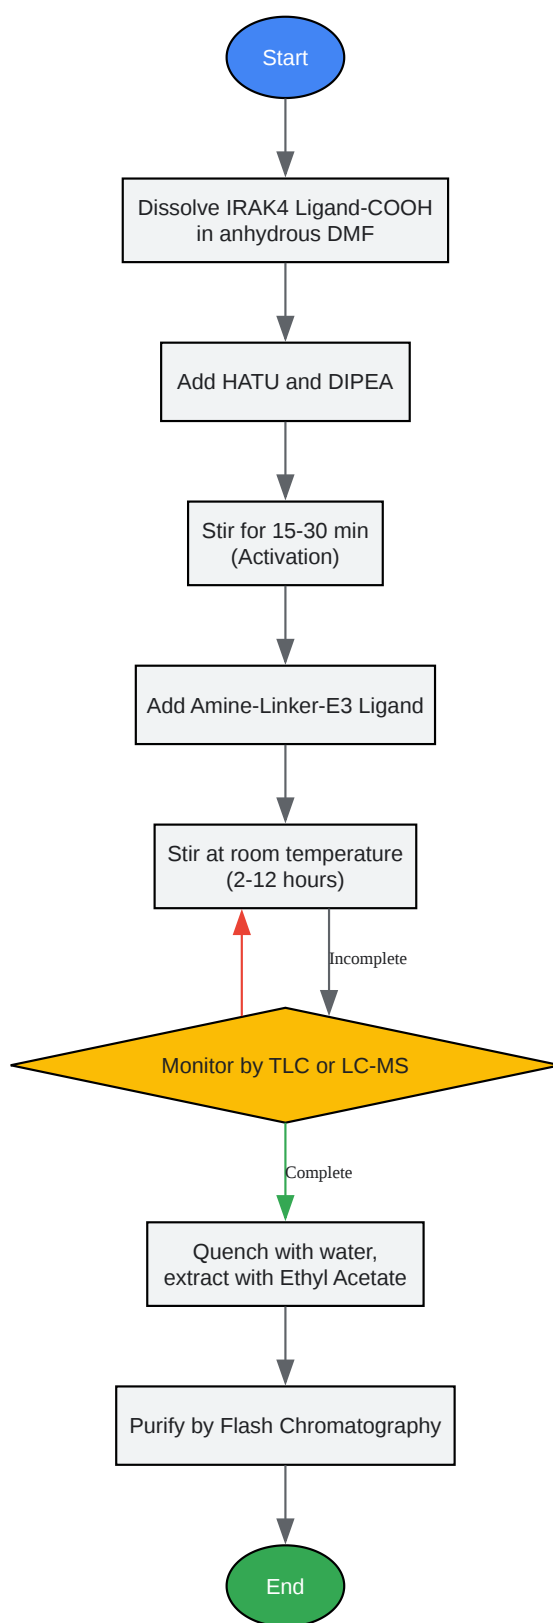 Start
Dissolve IRAK4 Ligand-COOH
in anhydrous DMF
Add HATU and DIPEA
Stir for 15-30 min
(Activation)
Add Amine-Linker-E3 Ligand
Stir at room temperature
(2-12 hours)
Incomplete
Monitor by TLC or LC-MS
Complete
Quench with water,
extract with Ethyl Acetate
Purify by Flash Chromatography
End